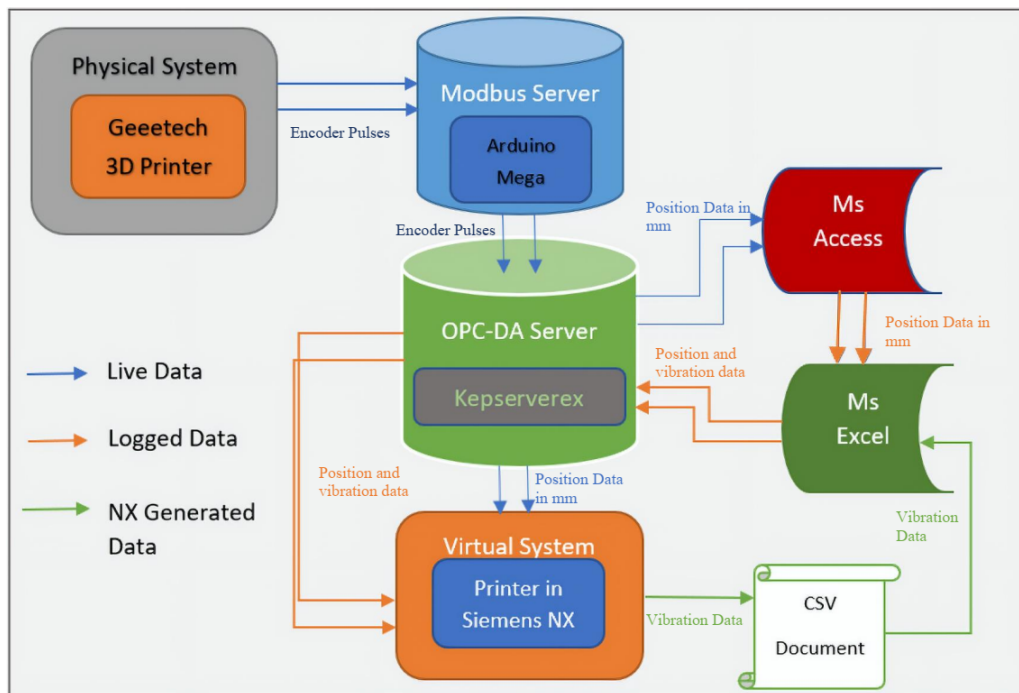 Physical System
Geeetech
3D Printer
Encoder Pulses
Modbus Server
Arduino
Mega
Encoder Pulses
Position Data in
mm
Ms
Access
OPC-DA Server
Kepserverex
Position Data in
mm
Position and
vibration data
Ms
Excel
Live Data
Logged Data
NX Generated
Data
Position and
vibration data
Position Data
in mm
Vibration
Data
Virtual System
Printer in
Siemens NX
Vibration Data
CSV
Document